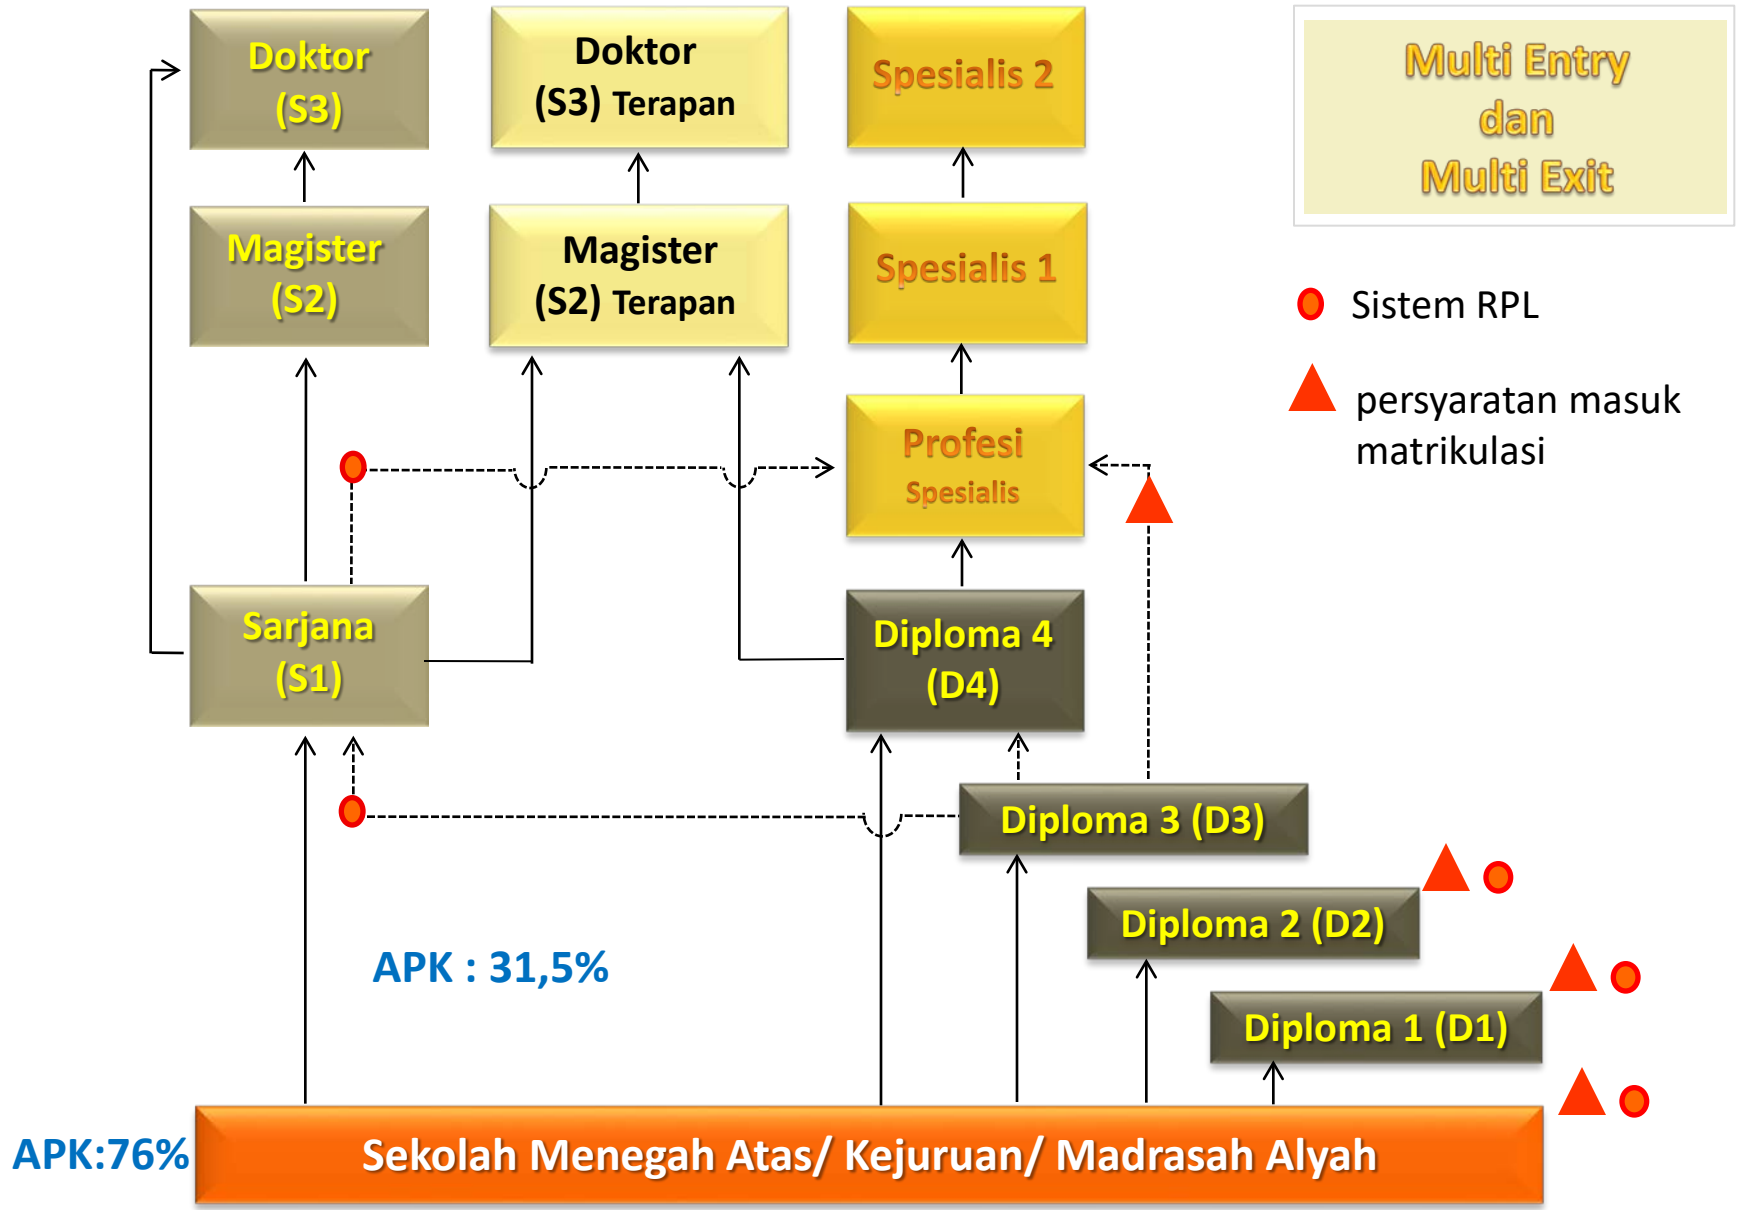 Doktor
(S3)
Doktor
(S3) Terapan
Spesialis 2
Multi Entry
dan
Multi Exit
Magister
(S2)
Magister
(S2) Terapan
Spesialis 1
Sistem RPL
persyaratan masuk
matrikulasi
Profesi
Spesialis
Sarjana
(S1)
Diploma 4
(D4)
Diploma 3 (D3)
Diploma 2 (D2)
APK : 31,5%
Diploma 1 (D1)
APK:76%
Sekolah Menegah Atas/ Kejuruan/ Madrasah Alyah